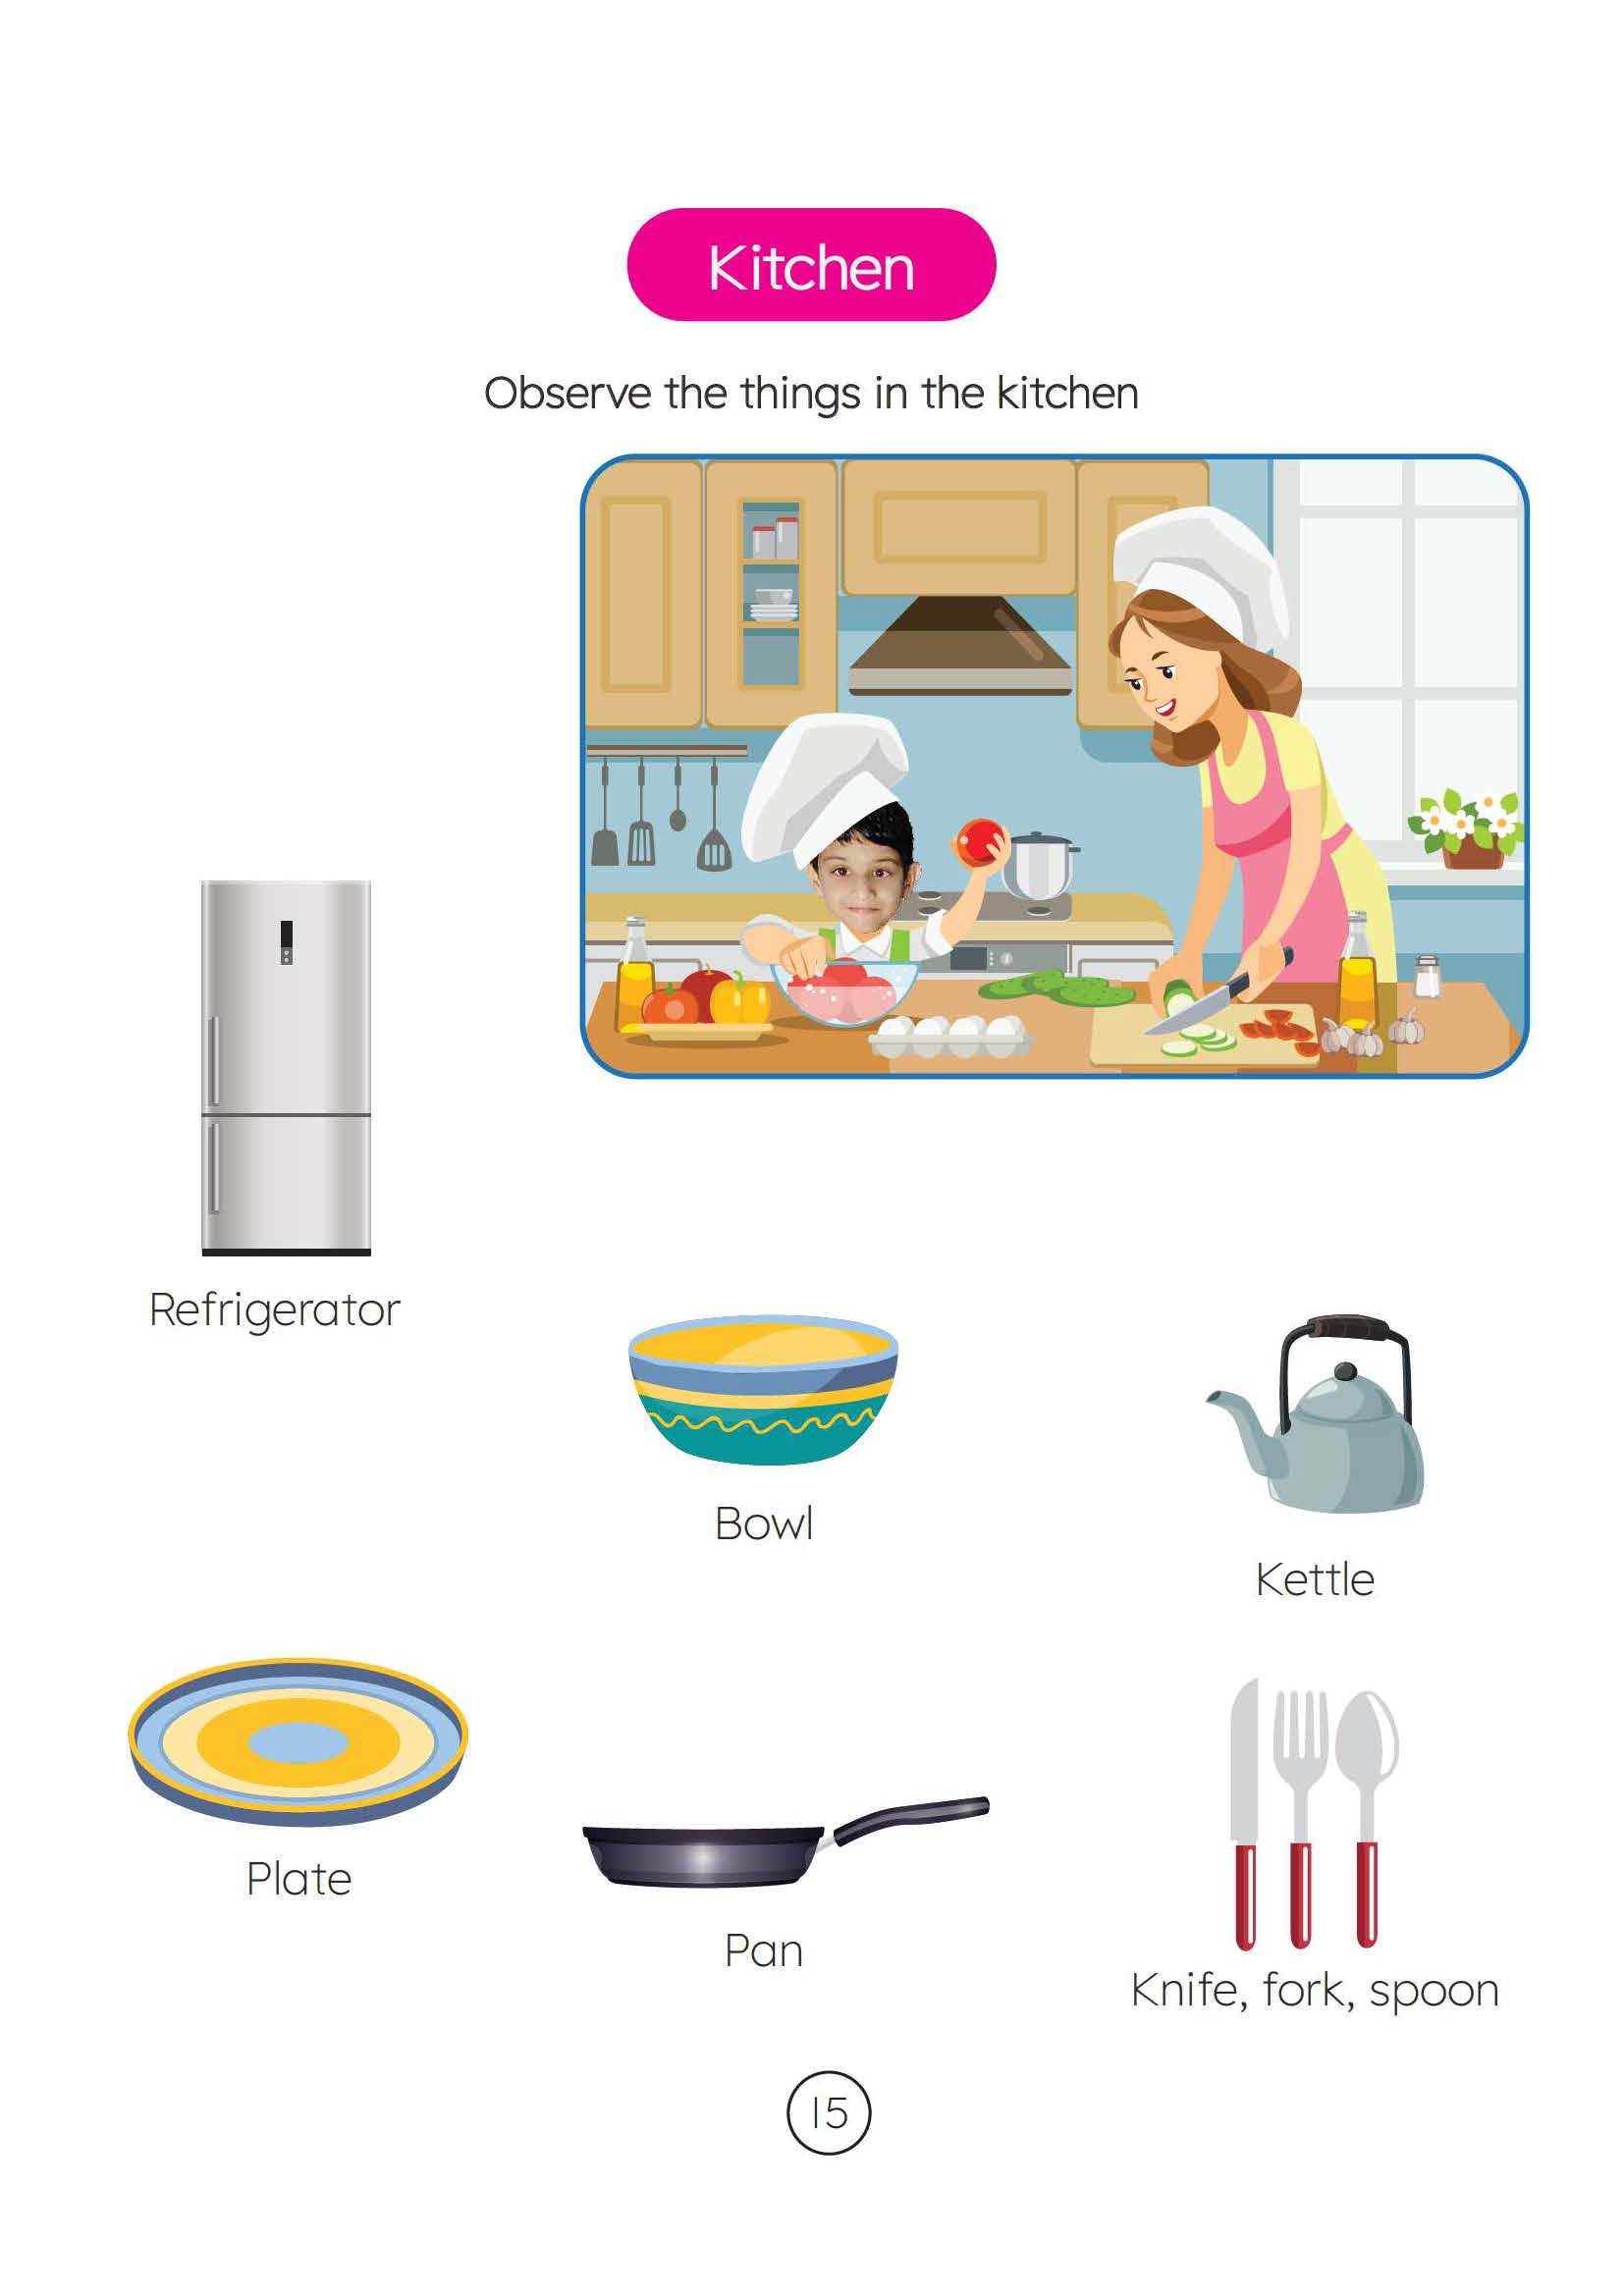 Kitchen
Observe the things in the kitchen
Refrigerator
Bowl
Kettle
Plate
Pan
Knife, fork, spoon
15